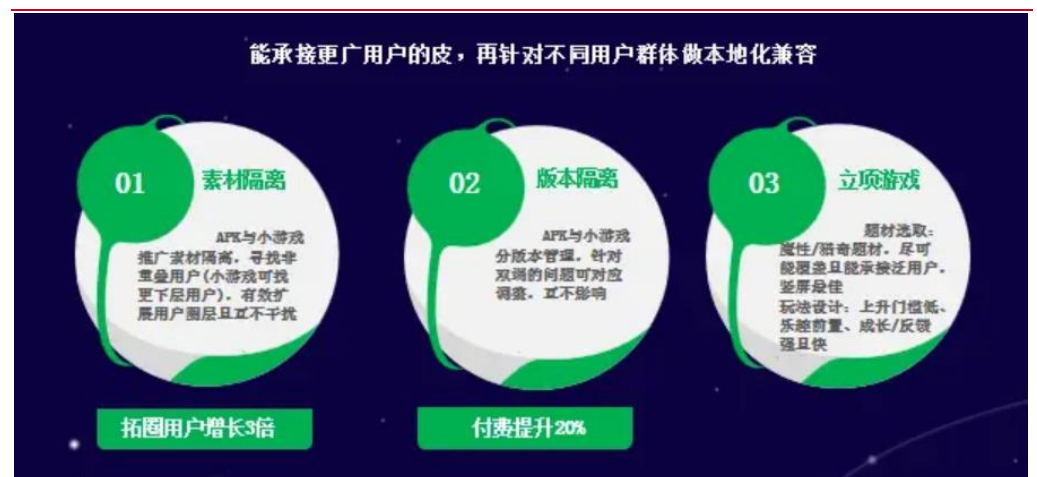 能承接更广用户的皮，再针对不同用户群体做本地化兼容
01
素材隔离
APK与小游戏
推广素材隔离，寻找非
重叠用户(小游戏可找
更下层用户)，有效扩
展用户圈层且互不干扰
拓圈用户增长3倍
02
版本隔离
APK与小游戏
分版本管理，针对
双端的问题可对应
调整，互不影响
付费提升20%
03
立项游戏
题材选取：
魔性/猎奇题材，尽可
能覆盖且能承接泛用户，
竖屏最佳
玩法设计：上升门槛低、
乐趣前置、成长/反馈
强且快